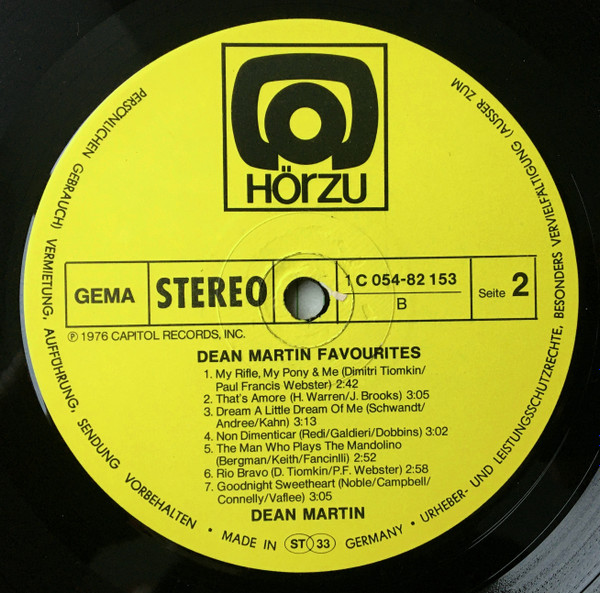 HÖRZU
GEMA
STEREO
1 C 054-82 153
B
Seite 2
Ⓟ 1976 CAPITOL RECORDS, INC.
DEAN MARTIN FAVOURITES
1. My Rifle, My Pony & Me (Dimitri Tiomkin/
Paul Francis Webster) 2:42
2. That's Amore (H. Warren/J. Brooks) 3:05
3. Dream A Little Dream Of Me (Schwandt/
Andree/Kahn) 3:13
4. Non Dimenticar (Redi/Galdieri/Dobbins) 3:02
5. The Man Who Plays The Mandolino
(Bergman/Keith/Fancinlli) 2:52
6. Rio Bravo (D. Tiomkin/P.F. Webster) 2:58
7. Goodnight Sweetheart (Noble/Campbell/
Connelly/Vaflee) 3:05
DEAN MARTIN
• MADE IN ST 33 GERMANY • URHEBER- UND LEISTUNGSSCHUTZRECHTE, BESONDERS VERVIELFÄLTIGUNG (AUSSER ZUM
PERSÖNLICHEN GEBRAUCH) VERMIETUNG, AUFFÜHRUNG, SENDUNG VORBEHALTEN